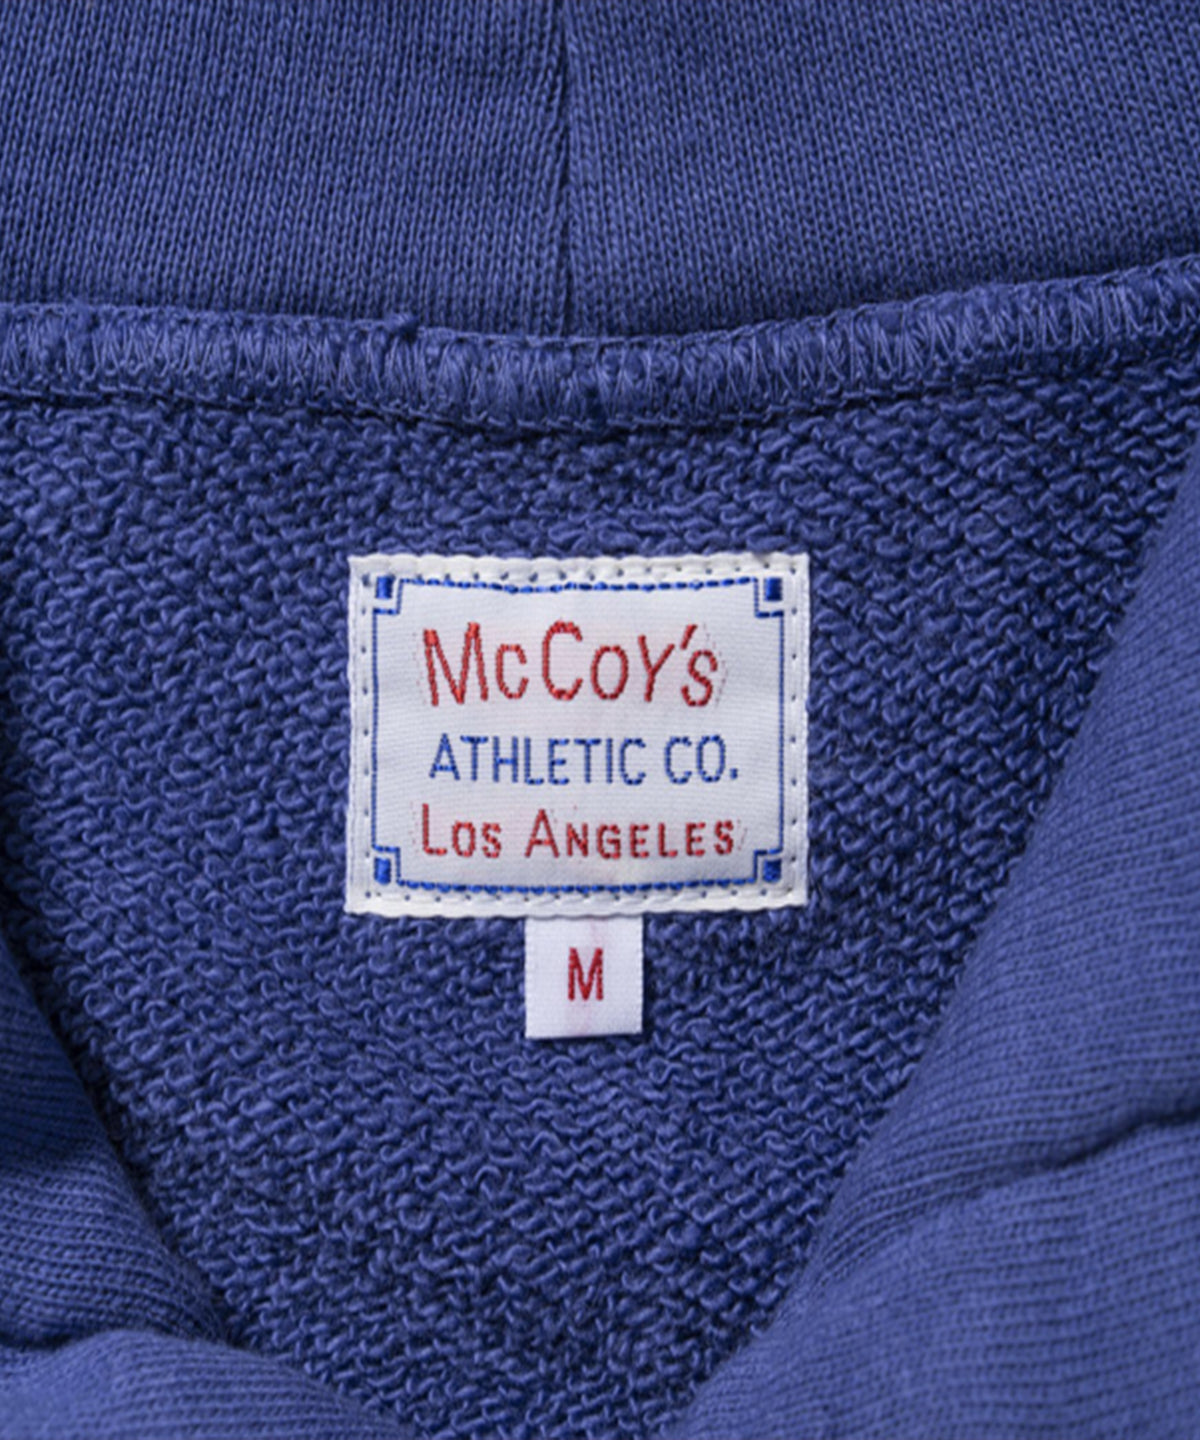 McCoy's
ATHLETIC CO.
Los Angeles
M